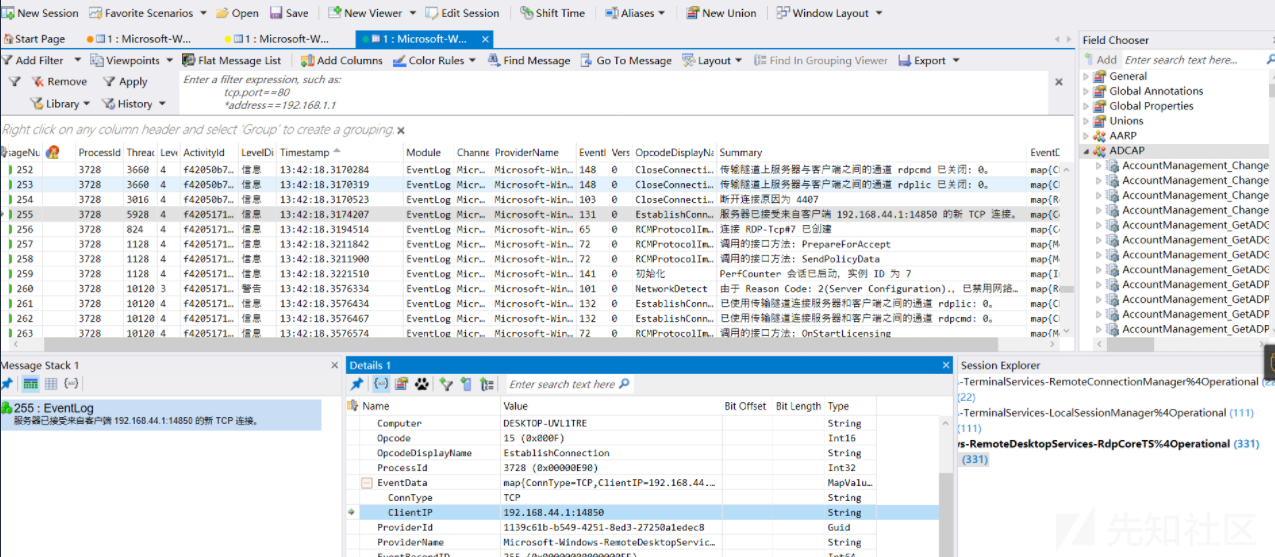 New Session Favorite Scenarios Open Save New Viewer Edit Session Shift Time Aliases New Union Window Layout
Start Page 1 : Microsoft-W... 1 : Microsoft-W... 1 : Microsoft-W... ×
Add Filter Viewpoints Flat Message List Add Columns Color Rules Find Message Go To Message Layout Find In Grouping Viewer Export
Remove Apply
Library History
Enter a filter expression, such as:
tcp.port==80
*address==192.168.1.1
Right click on any column header and select 'Group' to create a grouping.
ssageNu ProcessId Thread Leve ActivityId LevelDi Timestamp Module Channe ProviderName EventI Vers OpcodeDisplayNa Summary EventD
252 3728 3660 4 f42050b7... 信息 13:42:18.3170284 EventLog Micr... Microsoft-Win... 148 0 CloseConnecti... 传输隧道上服务器与客户端之间的通道 rdpcmd 已关闭: 0。 map{Cl
253 3728 3660 4 f42050b7... 信息 13:42:18.3170319 EventLog Micr... Microsoft-Win... 148 0 CloseConnecti... 传输隧道上服务器与客户端之间的通道 rdplic 已关闭: 0。
254 3728 3016 4 f42050b7... 信息 13:42:18.3170523 EventLog Micr... Microsoft-Win... 103 0 CloseConnecti... 断开连接原因为 4407
255 3728 5928 4 f4205171... 信息 13:42:18.3174207 EventLog Micr... Microsoft-Win... 131 0 EstablishConn... 服务器已接受来自客户端 192.168.44.1:14850 的新 TCP 连接。
256 3728 824 4 f4205171... 信息 13:42:18.3194514 EventLog Micr... Microsoft-Win... 65 0 RCMProtocolIm... 连接 RDP-Tcp#7 已创建
257 3728 1128 4 f4205171... 信息 13:42:18.3211842 EventLog Micr... Microsoft-Win... 72 0 RCMProtocolIm... 调用的接口方法: PrepareForAccept
258 3728 1128 4 f4205171... 信息 13:42:18.3211900 EventLog Micr... Microsoft-Win... 72 0 RCMProtocolIm... 调用的接口方法: SendPolicyData
259 3728 1128 4 f4205171... 信息 13:42:18.3221510 EventLog Micr... Microsoft-Win... 141 0 初始化 PerfCounter 会话已启动, 实例 ID 为 7
260 3728 10120 3 f4205171... 警告 13:42:18.3576334 EventLog Micr... Microsoft-Win... 101 0 NetworkDetect 由于 Reason Code: 2(Server Configuration)., 已禁用网络...
261 3728 10120 4 f4205171... 信息 13:42:18.3576434 EventLog Micr... Microsoft-Win... 132 0 EstablishConn... 已使用传输隧道连接服务器和客户端之间的通道 rdplic: 0。
262 3728 10120 4 f4205171... 信息 13:42:18.3576467 EventLog Micr... Microsoft-Win... 132 0 EstablishConn... 已使用传输隧道连接服务器和客户端之间的通道 rdpcmd: 0。
263 3728 10120 4 f4205171... 信息 13:42:18.3576574 EventLog Micr... Microsoft-Win... 72 0 RCMProtocolIm... 调用的接口方法: OnStartLicensing
Field Chooser
Add Enter search text here...
General
Global Annotations
Global Properties
Unions
AARP
ADCAP
AccountManagement_Change
AccountManagement_Change
AccountManagement_Change
AccountManagement_Change
AccountManagement_GetADG
AccountManagement_GetADG
AccountManagement_GetADG
AccountManagement_GetADG
AccountManagement_GetADP
AccountManagement_GetADP
AccountManagement_GetADP
AccountManagement_GetADP
Message Stack 1
255 : EventLog
服务器已接受来自客户端 192.168.44.1:14850 的新 TCP 连接。
Details 1
Enter search text here
Name Value Bit Offset Bit Length Type
Computer DESKTOP-UVL1TRE String
Opcode 15 (0x000F) Int16
OpcodeDisplayName EstablishConnection String
ProcessId 3728 (0x00000E90) Int32
EventData map{ConnType=TCP,ClientIP=192.168.44.... MapValu...
ConnType TCP String
ClientIP 192.168.44.1:14850 String
ProviderId 1139c61b-b549-4251-8ed3-27250a1edec8 Guid
ProviderName Microsoft-Windows-RemoteDesktopServic... String
EventRecordID 255 (0x00000000000000FF) Int64
Session Explorer
s-TerminalServices-RemoteConnectionManager%4Operational (22
(22)
s-TerminalServices-LocalSessionManager%4Operational (111)
(111)
ws-RemoteDesktopServices-RdpCoreTS%4Operational (331)
(331)
先知社区